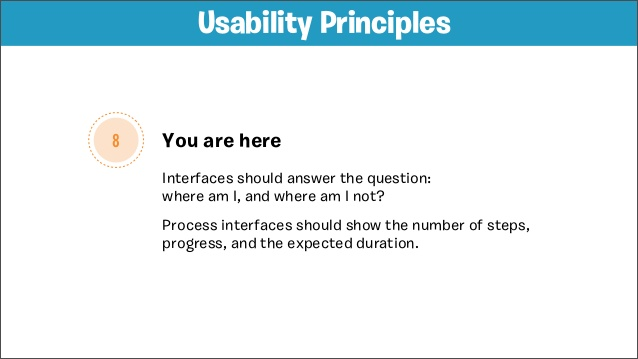 Usability Principles
8
You are here
Interfaces should answer the question:
where am I, and where am I not?
Process interfaces should show the number of steps,
progress, and the expected duration.